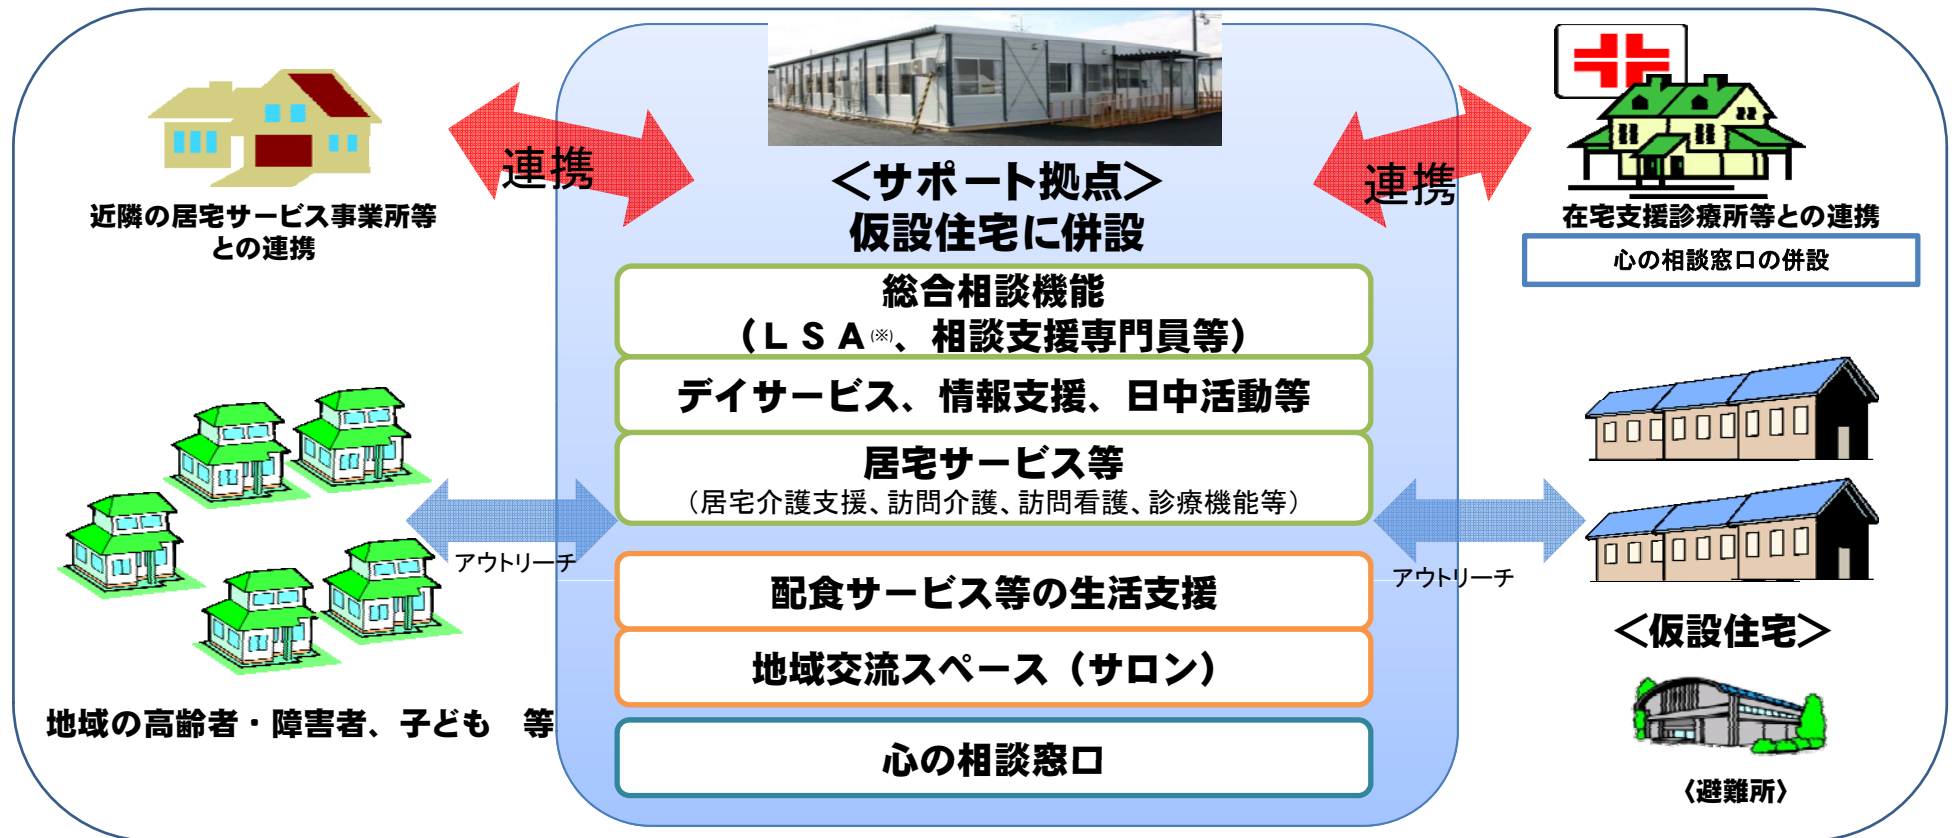 連携
近隣の居宅サービス事業所等
との連携
＜サポート拠点＞
仮設住宅に併設
連携
在宅支援診療所等との連携
心の相談窓口の併設
総合相談機能
（ＬＳＡ(※)、相談支援専門員等）
デイサービス、情報支援、日中活動等
居宅サービス等
（居宅介護支援、訪問介護、訪問看護、診療機能等）
アウトリーチ
アウトリーチ
配食サービス等の生活支援
地域交流スペース（サロン）
心の相談窓口
地域の高齢者・障害者、子ども　等
＜仮設住宅＞
〈避難所〉